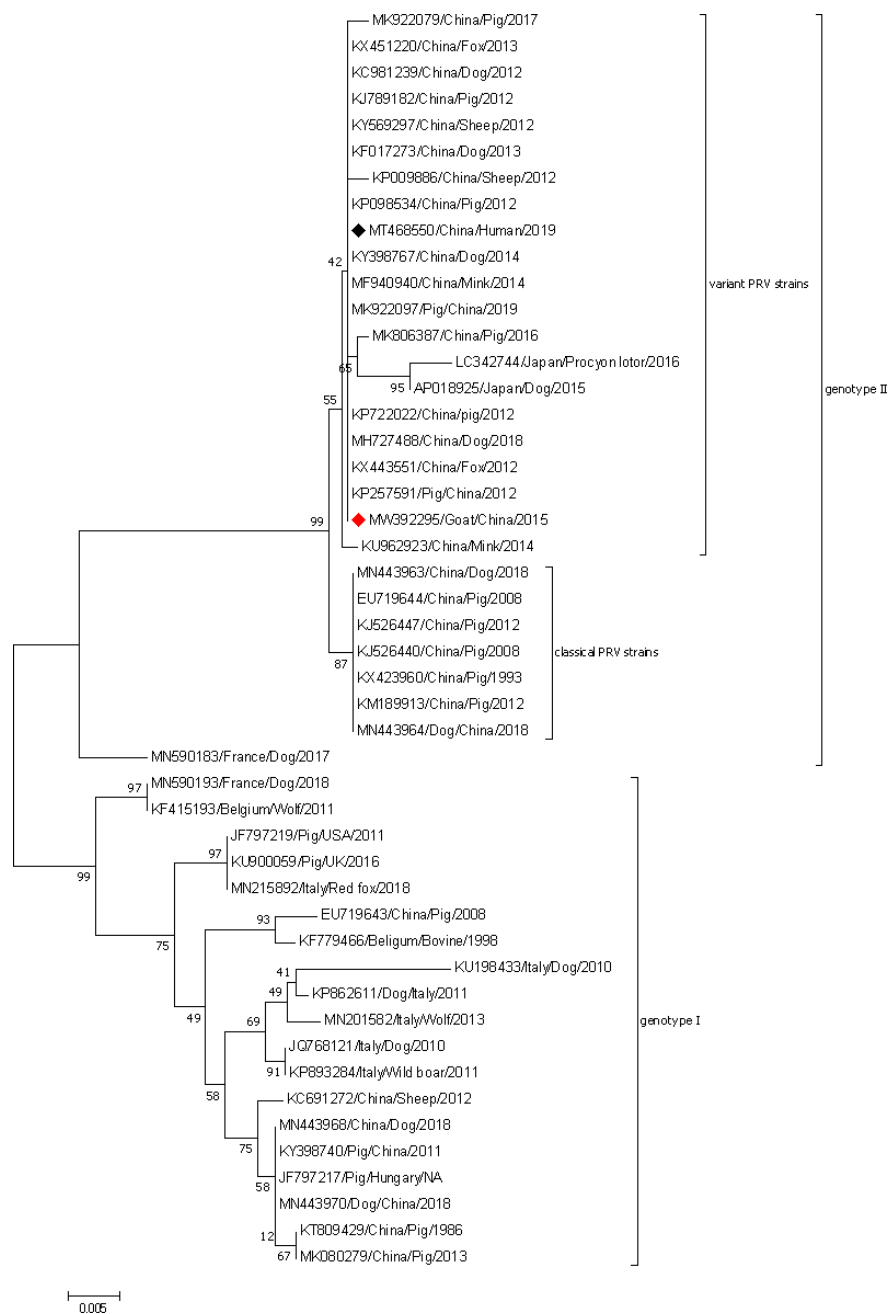 MK922079/China/Pig/2017
KX451220/China/Fox/2013
KC981239/China/Dog/2012
KJ789182/China/Pig/2012
KY569297/China/Sheep/2012
KF017273/China/Dog/2013
KP009886/China/Sheep/2012
KP098534/China/Pig/2012
MT468550/China/Human/2019
KY398767/China/Dog/2014
42
MF940940/China/Mink/2014
variant PRV strains
MK922097/Pig/China/2019
MK806387/China/Pig/2016
LC342744/Japan/Procyon lotor/2016
65
95
AP018925/Japan/Dog/2015
genotype II
55
KP722022/China/pig/2012
MH727488/China/Dog/2018
KX443551/China/Fox/2012
KP257591/Pig/China/2012
MW392295/Goat/China/2015
99
KU962923/China/Mink/2014
MN443963/China/Dog/2018
EU719644/China/Pig/2008
KJ526447/China/Pig/2012
KJ526440/China/Pig/2008
classical PRV strains
87
KX423960/China/Pig/1993
KM189913/China/Pig/2012
MN443964/Dog/China/2018
MN590183/France/Dog/2017
MN590193/France/Dog/2018
97
KF415193/Belgium/Wolf/2011
JF797219/Pig/USA/2011
97
KU900059/Pig/UK/2016
99
MN215892/Italy/Red fox/2018
EU719643/China/Pig/2008
93
75
KF779466/Beligum/Bovine/1998
KU198433/Italy/Dog/2010
41
KP862611/Dog/Italy/2011
49
genotype I
49
MN201582/Italy/Wolf/2013
69
JQ768121/Italy/Dog/2010
91
KP893284/Italy/Wild boar/2011
58
KC691272/China/Sheep/2012
MN443968/China/Dog/2018
75
KY398740/Pig/China/2011
JF797217/Pig/Hungary/NA
58
MN443970/Dog/China/2018
KT809429/China/Pig/1986
12
67
MK080279/China/Pig/2013
0.005